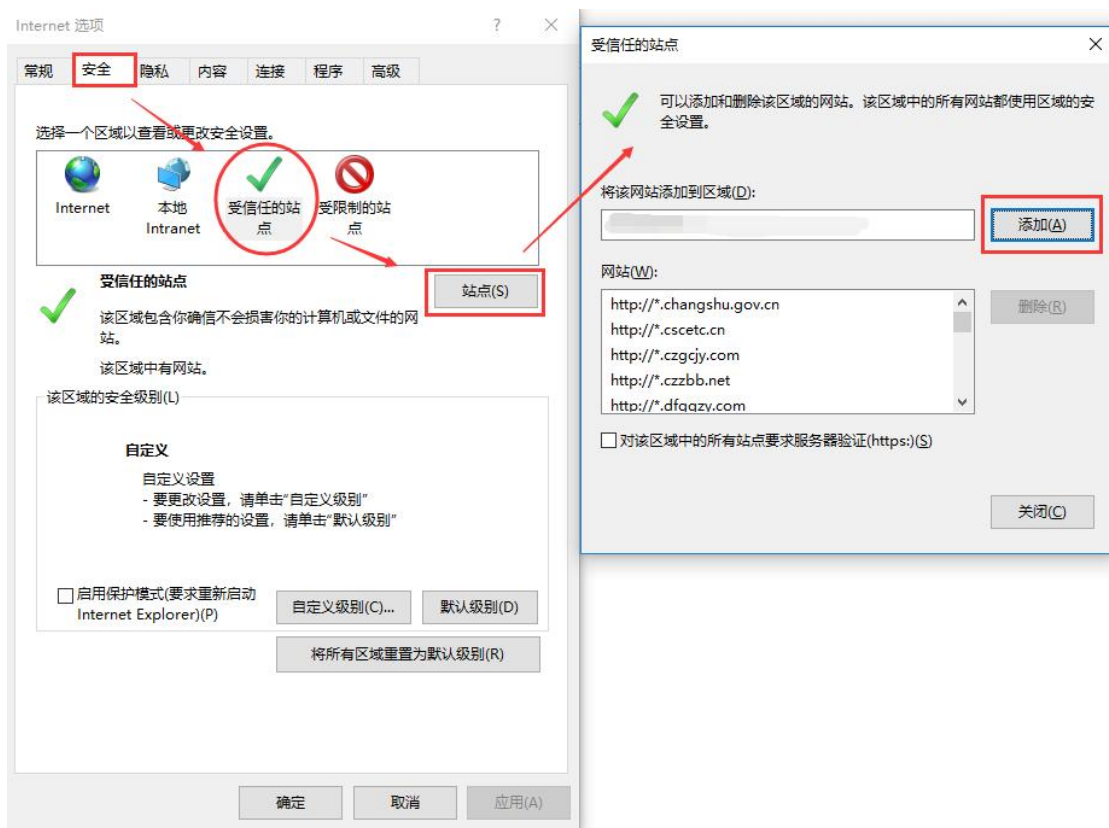 Internet 选项
常规 安全 隐私 内容 连接 程序 高级
选择一个区域以查看或更改安全设置。
Internet
本地
Intranet
受信任的站
点
受限制的站
点
受信任的站点
站点(S)
该区域包含你确信不会损害你的计算机或文件的网
站。
该区域中有网站。
该区域的安全级别(L)
自定义
自定义设置
- 要更改设置，请单击“自定义级别”
- 要使用推荐的设置，请单击“默认级别”
启用保护模式(要求重新启动
Internet Explorer)(P)
自定义级别(C)...
默认级别(D)
将所有区域重置为默认级别(R)
确定
取消
应用(A)
受信任的站点
可以添加和删除该区域的网站。该区域中的所有网站都使用区域的安
全设置。
将该网站添加到区域(D):
添加(A)
网站(W):
http://*.changshu.gov.cn
http://*.cscetc.cn
http://*.czgcjy.com
http://*.czzbb.net
http://*.dfqqzy.com
删除(R)
对该区域中的所有站点要求服务器验证(https:)(S)
关闭(C)